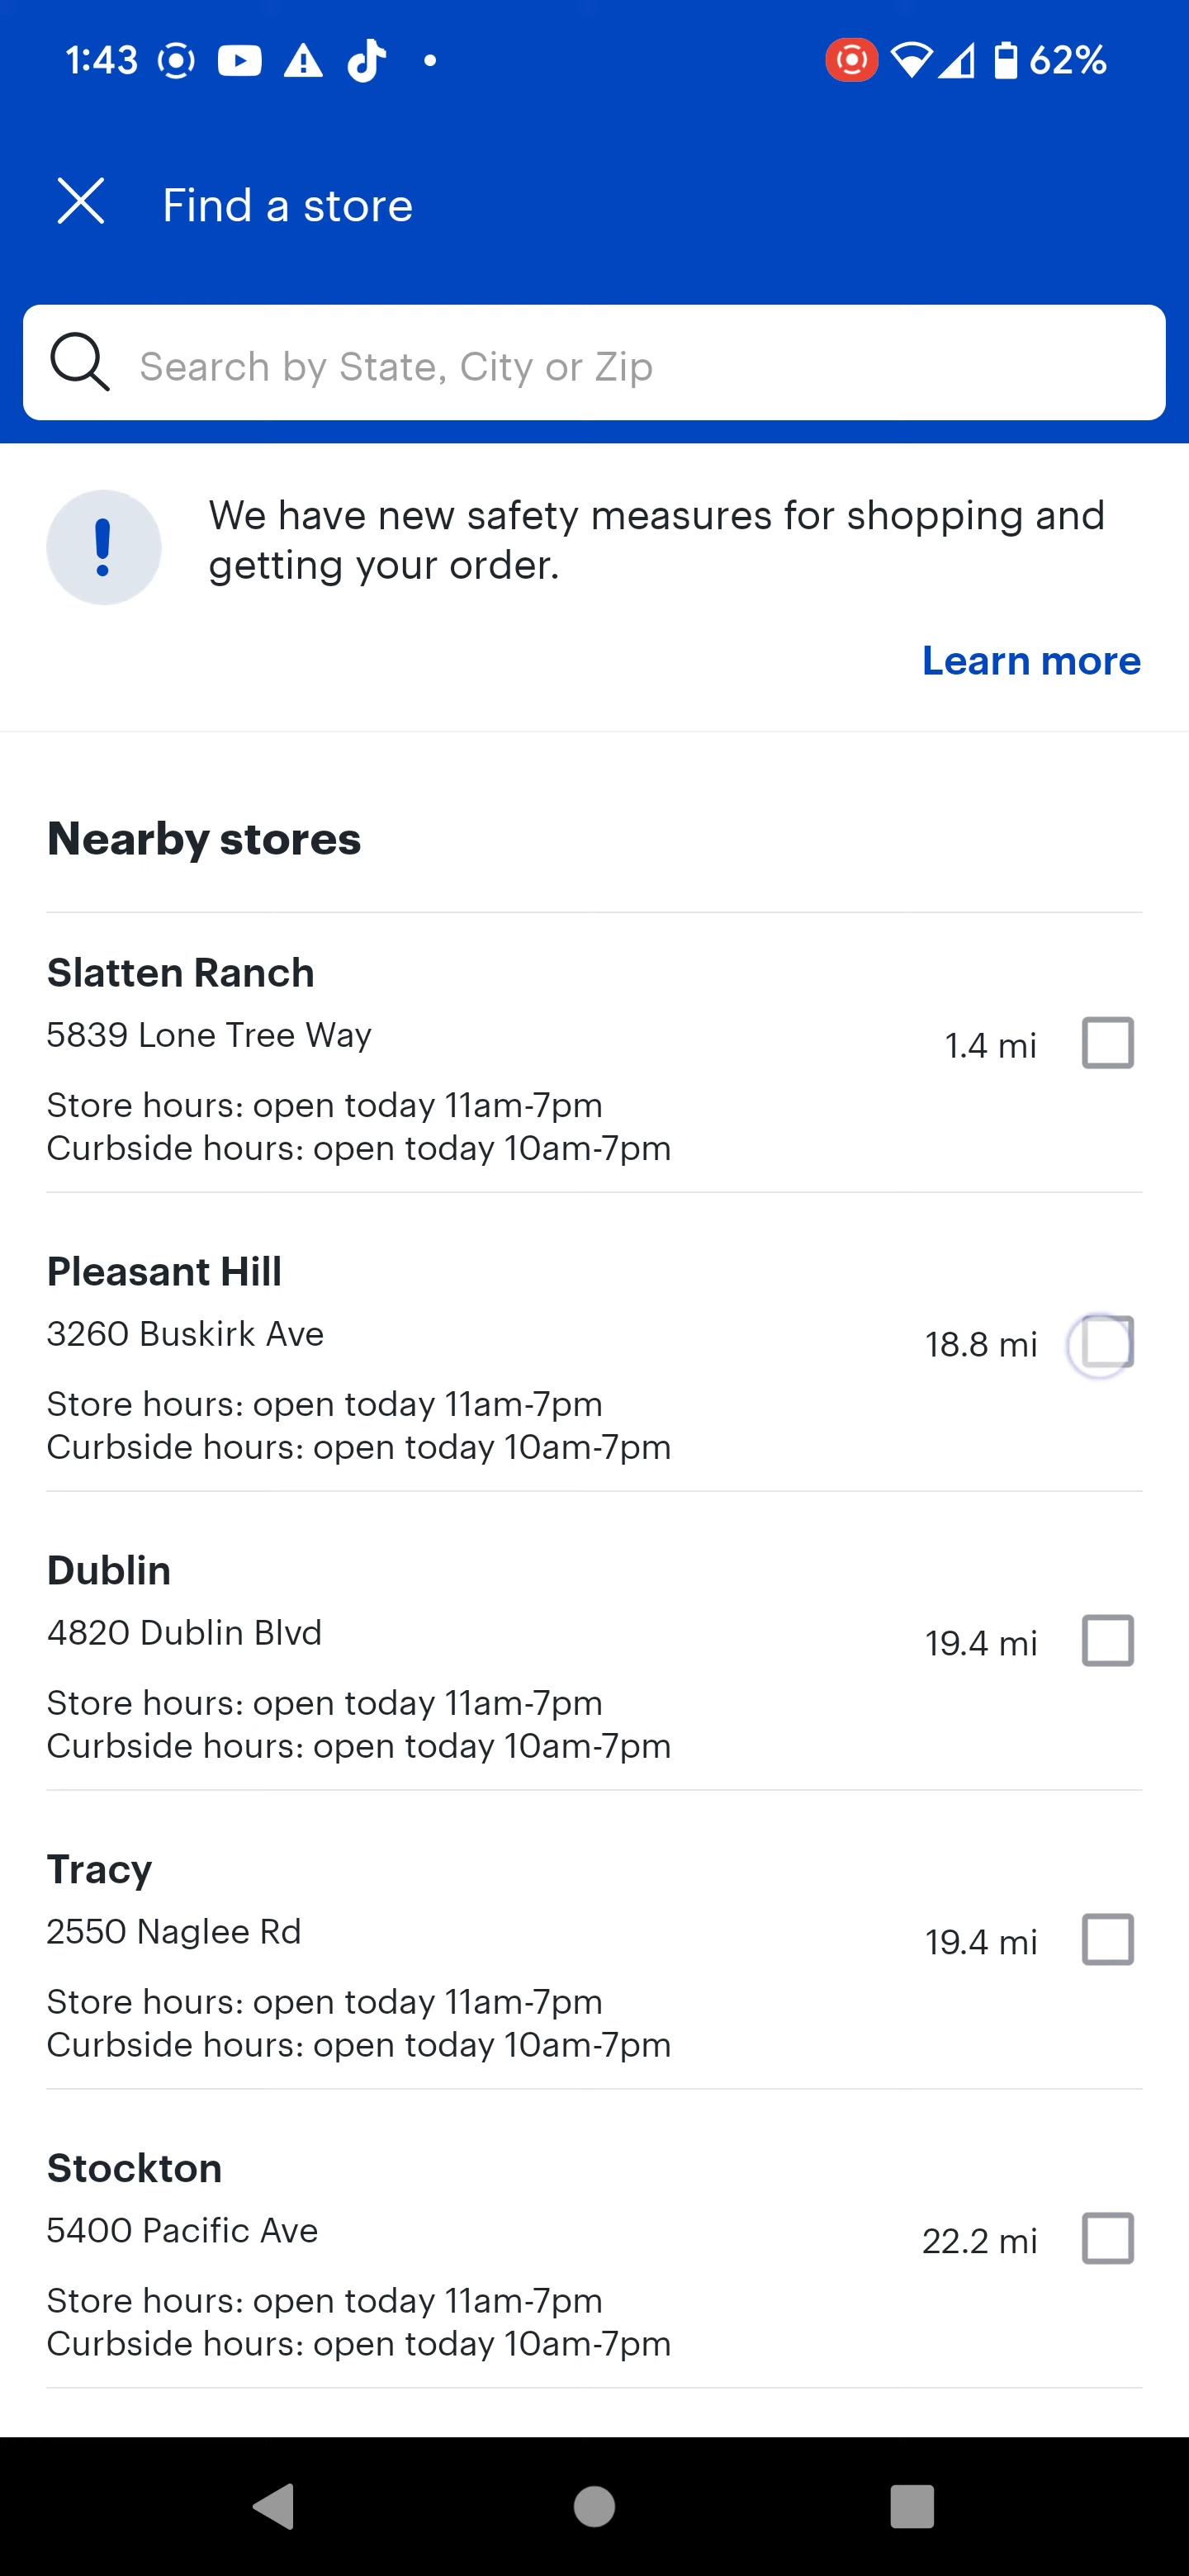 1:43
62%
Find a store
Search by State, City or Zip
We have new safety measures for shopping and
getting your order.
Learn more
Nearby stores
Slatten Ranch
5839 Lone Tree Way
1.4 mi
Store hours: open today 11am-7pm
Curbside hours: open today 10am-7pm
Pleasant Hill
3260 Buskirk Ave
18.8 mi
Store hours: open today 11am-7pm
Curbside hours: open today 10am-7pm
Dublin
4820 Dublin Blvd
19.4 mi
Store hours: open today 11am-7pm
Curbside hours: open today 10am-7pm
Tracy
2550 Naglee Rd
19.4 mi
Store hours: open today 11am-7pm
Curbside hours: open today 10am-7pm
Stockton
5400 Pacific Ave
22.2 mi
Store hours: open today 11am-7pm
Curbside hours: open today 10am-7pm